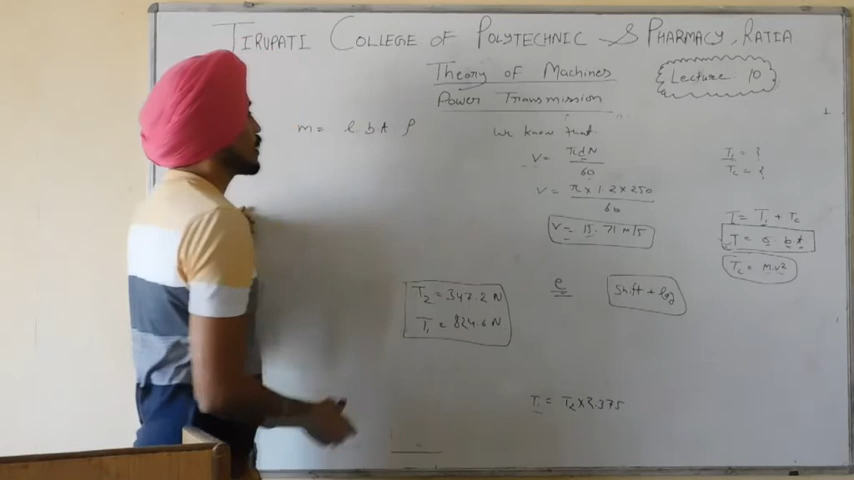 TIRUPATI COLLEGE OF POLYTECHNIC & PHARMACY, RATIA
Theory of Machines
Lecture 10
Power Transmission
m = l. b t ρ
We know that
V = πdN / 60
V = π × 1.2 × 250 / 60
V = 15.71 m/s
T1 = ?
Tc = ?
T = T1 + Tc
T = σ. b. t
Tc = m.v²
T2 = 347.2 N
T1 = 824.6 N
e
Shift + log
T1 = T2 × 2.375